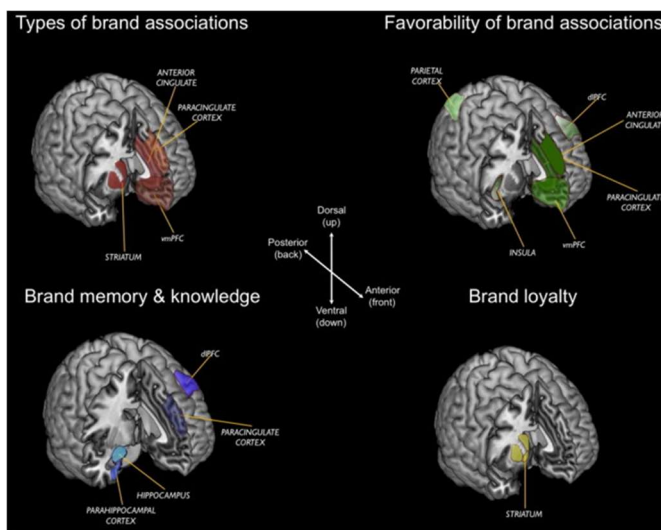 Types of brand associations
Favorability of brand associations
ANTERIOR
CINGULATE
PARACINGULATE
CORTEX
STRIATUM
vmPFC
PARIETAL
CORTEX
dlPFC
ANTERIOR
CINGULATE
PARACINGULATE
CORTEX
INSULA
vmPFC
Dorsal
(up)
Posterior
(back)
Anterior
(front)
Ventral
(down)
Brand memory & knowledge
Brand loyalty
dlPFC
PARACINGULATE
CORTEX
HIPPOCAMPUS
PARAHIPPOCAMPAL
CORTEX
STRIATUM